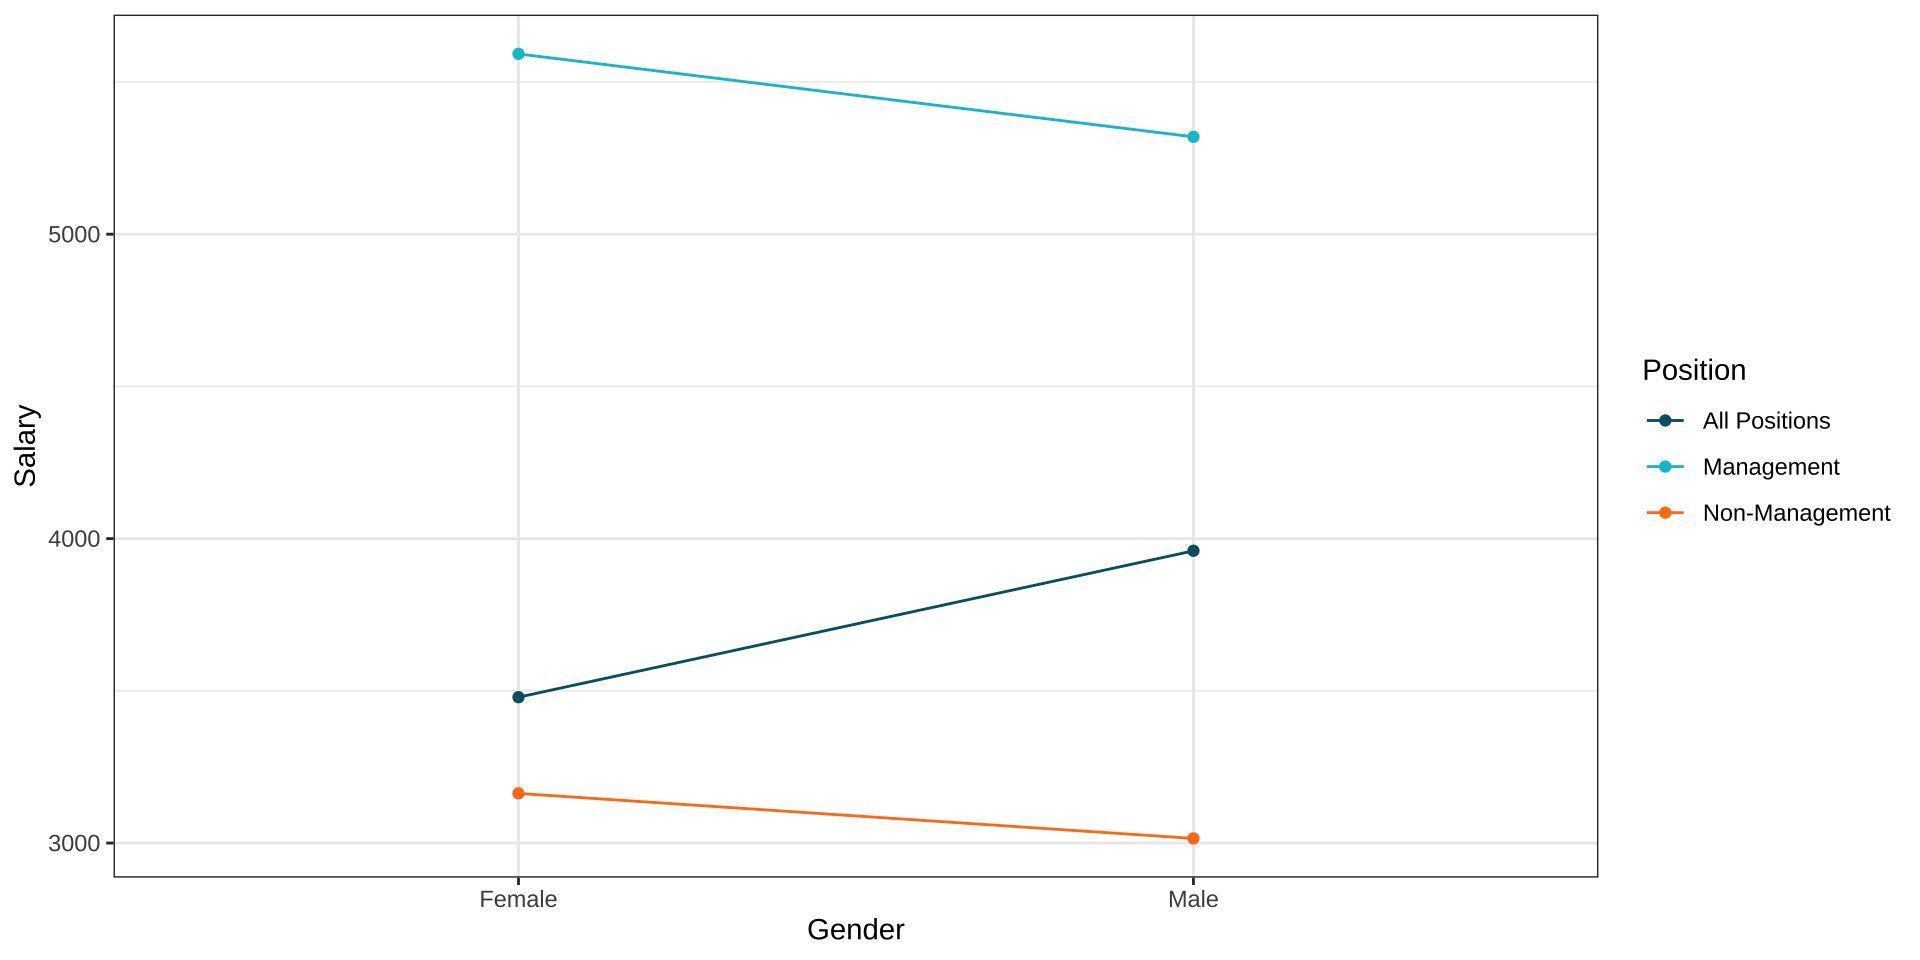 5000
4000
3000
Salary
Female
Male
Gender
Position
All Positions
Management
Non-Management